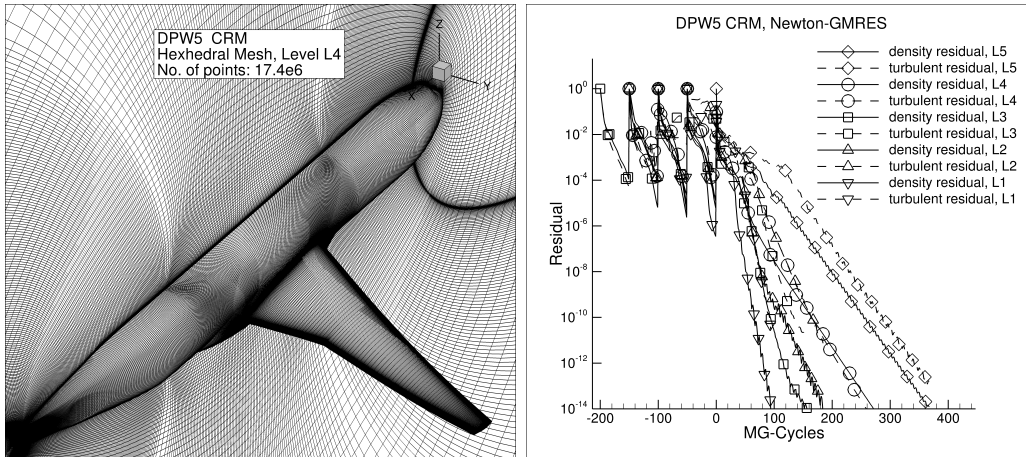 DPW5 CRM
Hexhedral Mesh, Level L4
No. of points: 17.4e6
Z
Y
X
DPW5 CRM, Newton-GMRES
density residual, L5
turbulent residual, L5
density residual, L4
turbulent residual, L4
density residual, L3
turbulent residual, L3
density residual, L2
turbulent residual, L2
density residual, L1
turbulent residual, L1
Residual
10^0
10^-2
10^-4
10^-6
10^-8
10^-10
10^-12
10^-14
-200 -100 0 100 200 300 400
MG-Cycles